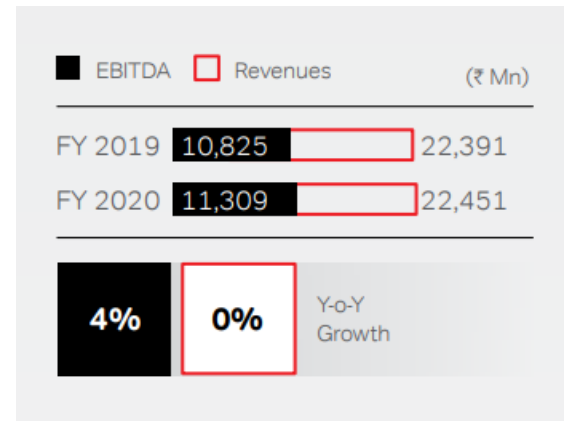 EBITDA Revenues (₹ Mn)
FY 2019 10,825 22,391
FY 2020 11,309 22,451
4% 0% Y-o-Y
Growth